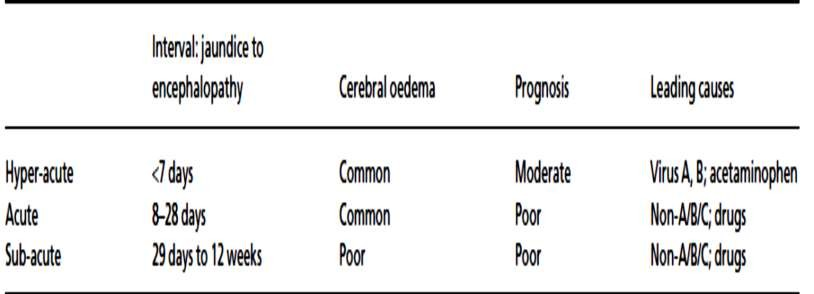 Interval: jaundice to
encephalopathy Cerebral oedema Prognosis Leading causes
Hyper-acute <7 days Common Moderate Virus A, B; acetaminophen
Acute 8–28 days Common Poor Non-A/B/C; drugs
Sub-acute 29 days to 12 weeks Poor Poor Non-A/B/C; drugs